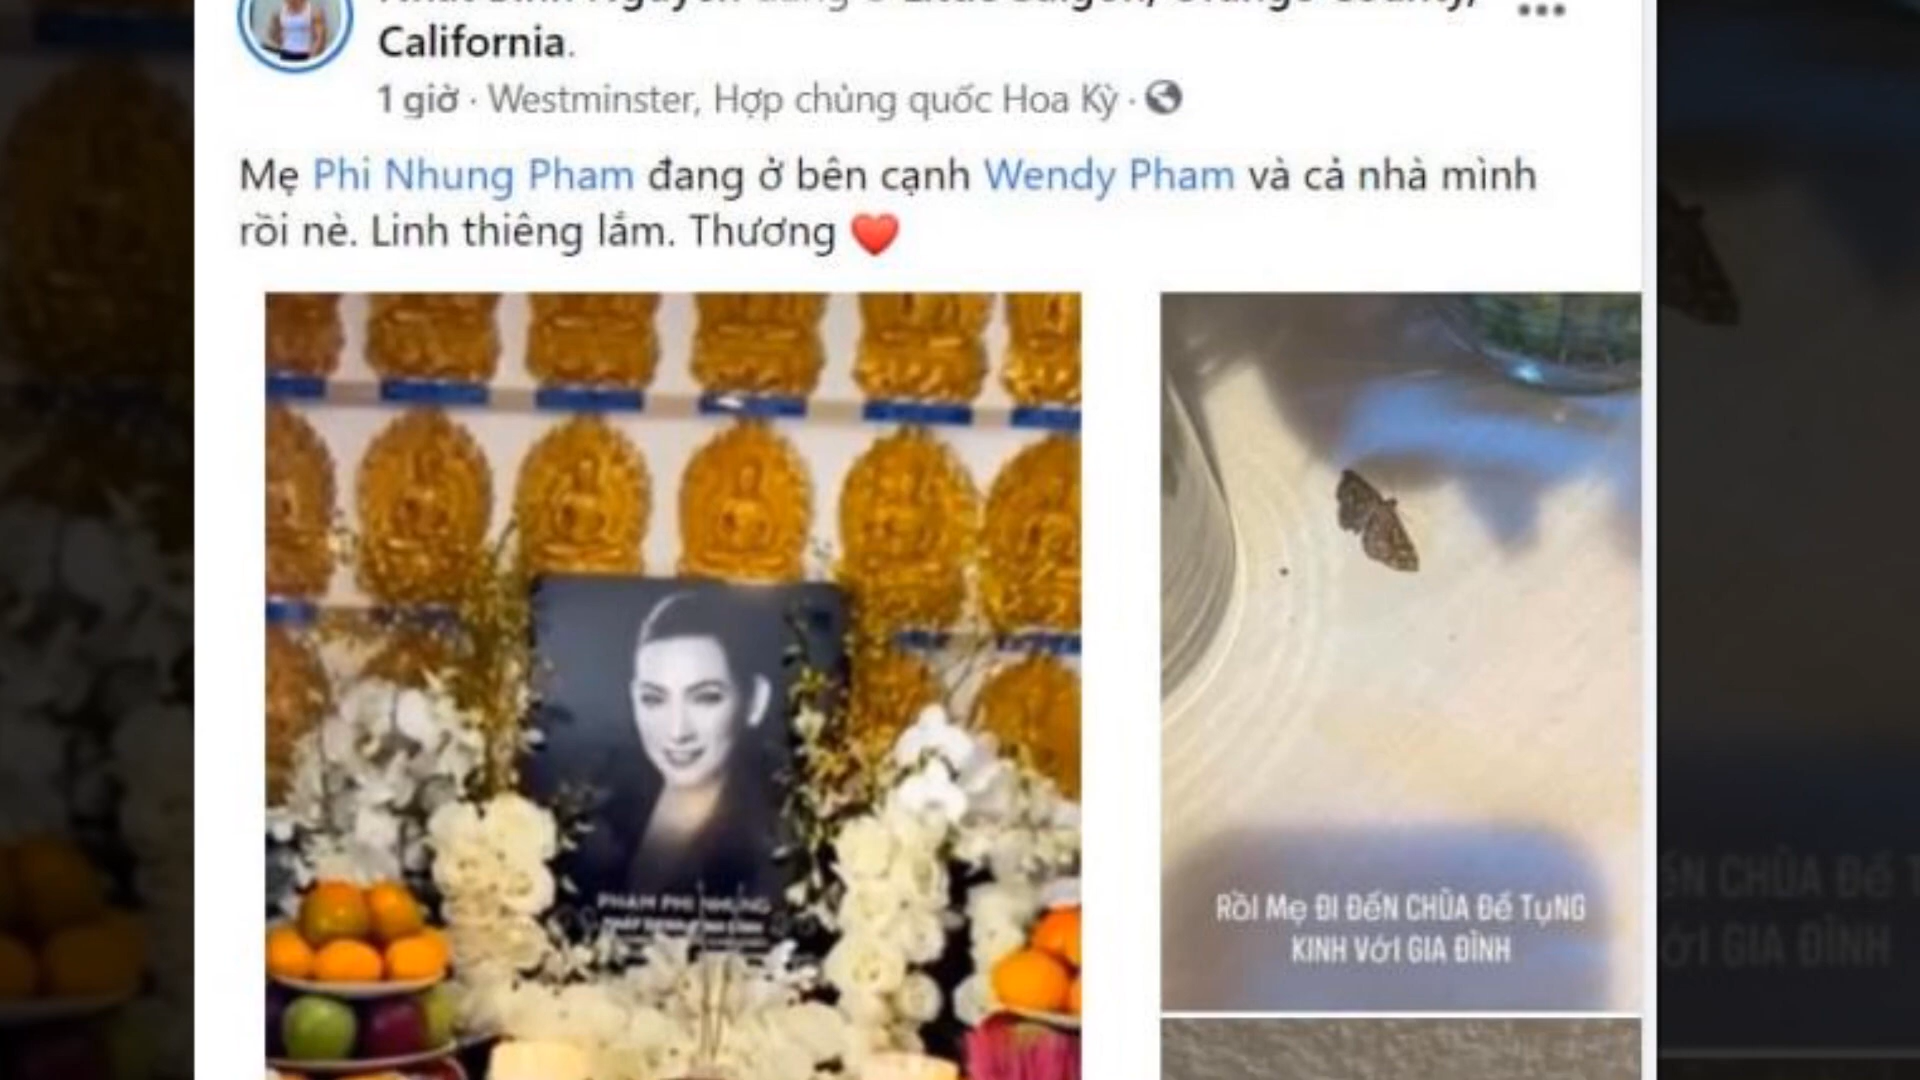 California.
1 giờ · Westminster, Hợp chủng quốc Hoa Kỳ ·
Mẹ Phi Nhung Pham đang ở bên cạnh Wendy Pham và cả nhà mình
rồi nè. Linh thiêng lắm. Thương ❤️
PHẠM PHI NHUNG
RỒI MẸ ĐI ĐẾN CHÙA ĐỂ TỤNG
KINH VỚI GIA ĐÌNH